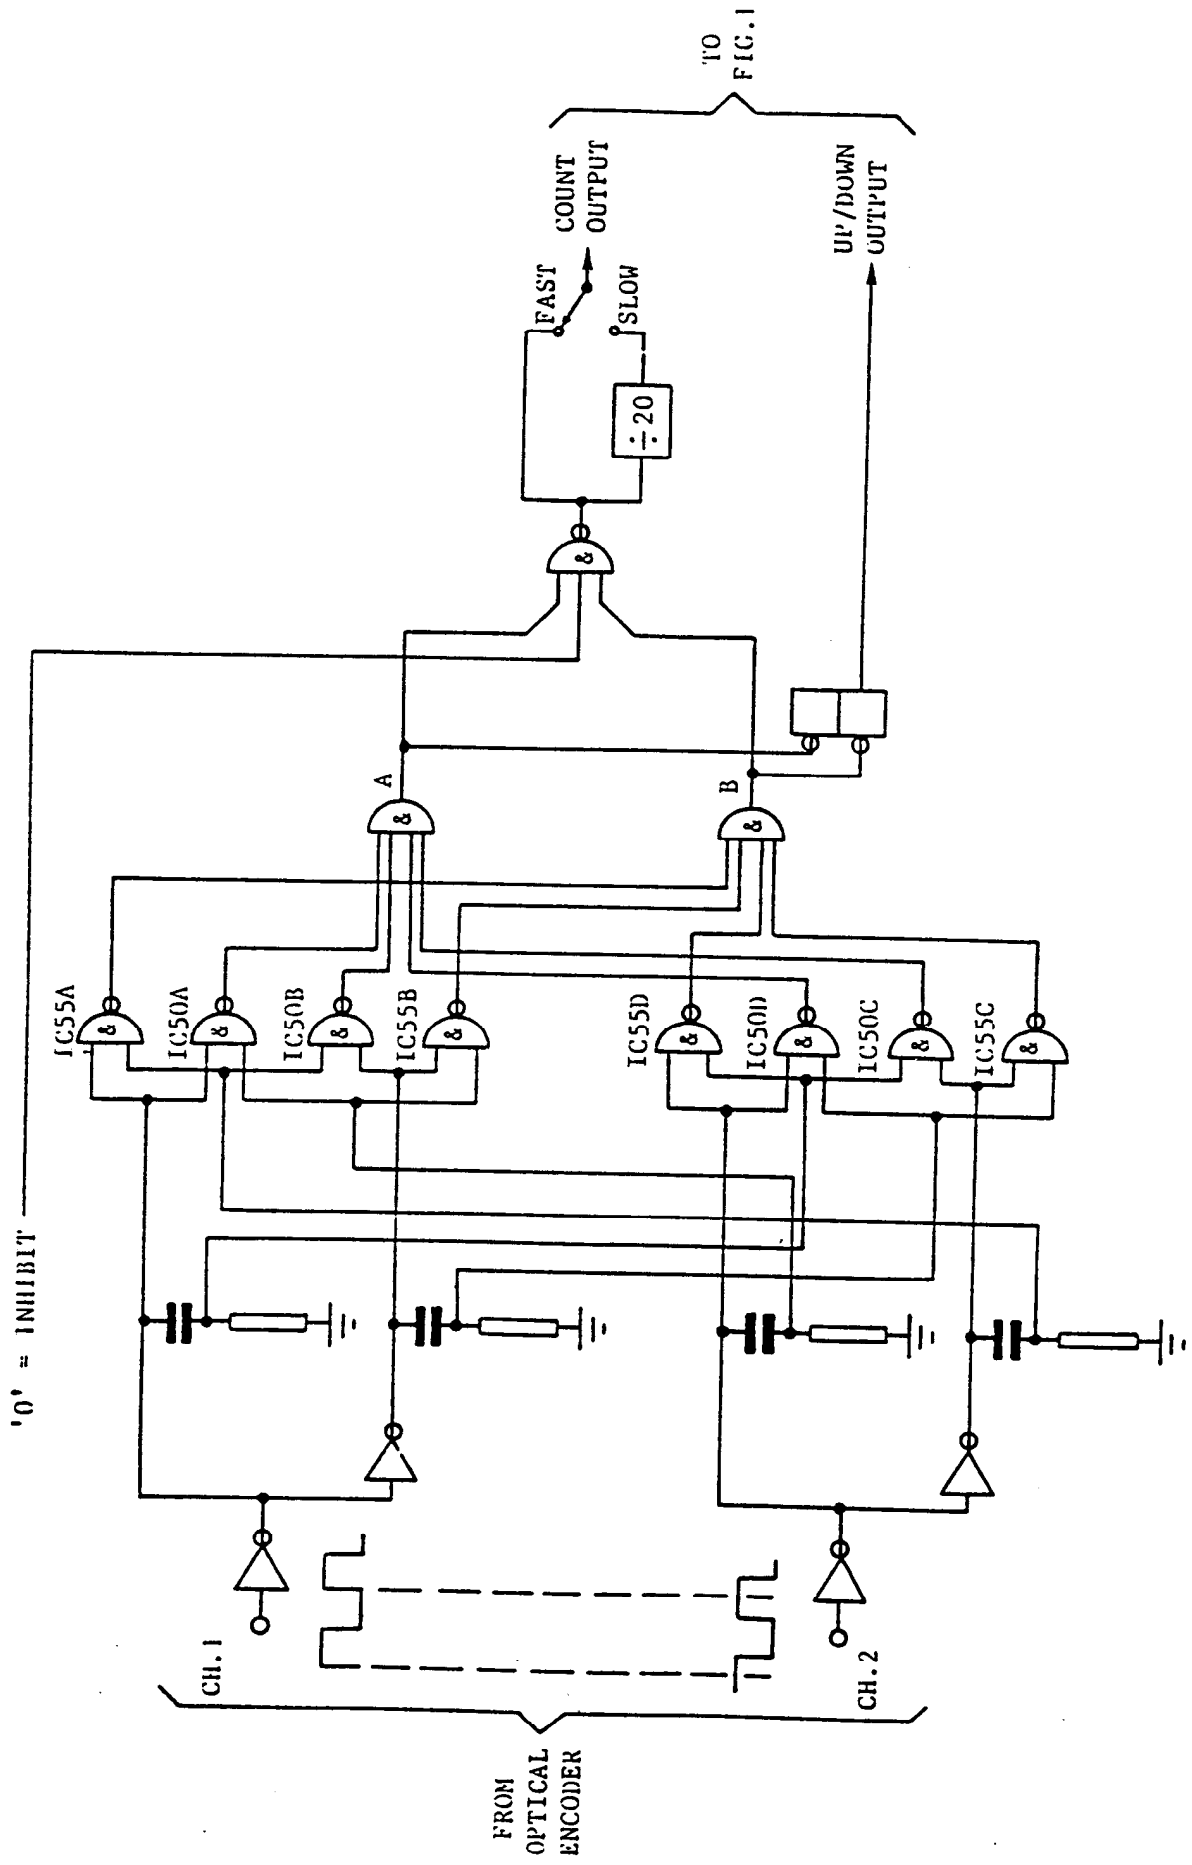 FROM
OPTICAL
ENCODER
CH.1
CH.2
'0' = INHIBIT
IC55A
&
IC50A
&
IC50B
&
IC55B
&
IC55D
&
IC50D
&
IC50C
&
IC55C
&
A
&
B
&
&
÷20
FAST
SLOW
COUNT
OUTPUT
UP/DOWN
OUTPUT
TO
FIG.1